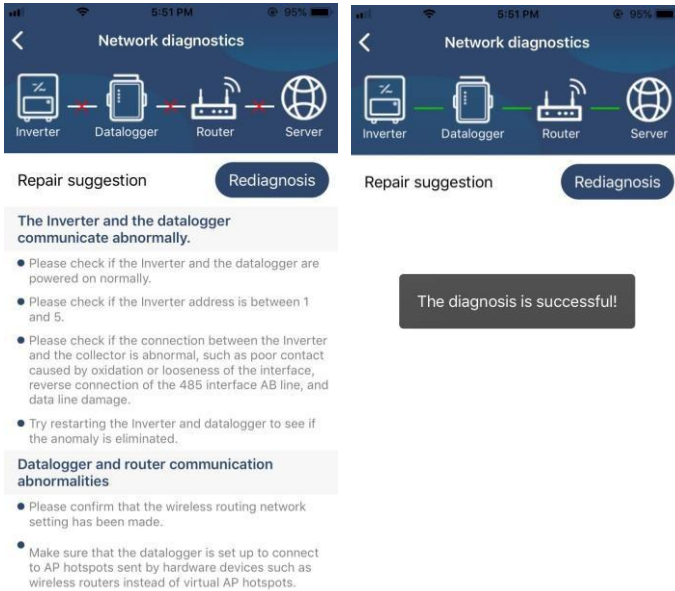 5:51 PM
95%
Network diagnostics
Inverter
Datalogger
Router
Server
Repair suggestion
Rediagnosis
The Inverter and the datalogger
communicate abnormally.
Please check if the Inverter and the datalogger are
powered on normally.
Please check if the Inverter address is between 1
and 5.
Please check if the connection between the Inverter
and the collector is abnormal, such as poor contact
caused by oxidation or looseness of the interface,
reverse connection of the 485 interface AB line, and
data line damage.
Try restarting the Inverter and datalogger to see if
the anomaly is eliminated.
Datalogger and router communication
abnormalities
Please confirm that the wireless routing network
setting has been made.
Make sure that the datalogger is set up to connect
to AP hotspots sent by hardware devices such as
wireless routers instead of virtual AP hotspots.
5:51 PM
95%
Network diagnostics
Inverter
Datalogger
Router
Server
Repair suggestion
Rediagnosis
The diagnosis is successful!